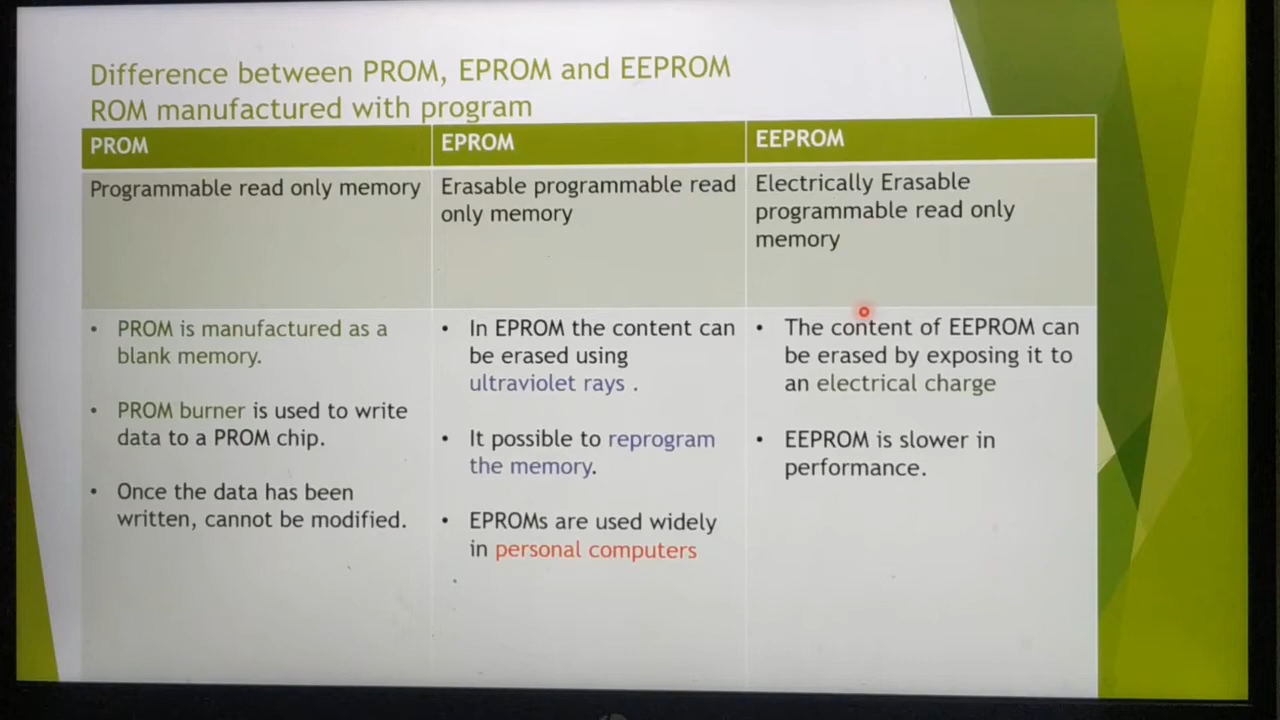 Difference between PROM, EPROM and EEPROM
ROM manufactured with program
PROM
EPROM
EEPROM
Programmable read only memory
Erasable programmable read
only memory
Electrically Erasable
programmable read only
memory
• PROM is manufactured as a
blank memory.
• PROM burner is used to write
data to a PROM chip.
• Once the data has been
written, cannot be modified.
• In EPROM the content can
be erased using
ultraviolet rays .
• It possible to reprogram
the memory.
• EPROMs are used widely
in personal computers
• The content of EEPROM can
be erased by exposing it to
an electrical charge
• EEPROM is slower in
performance.